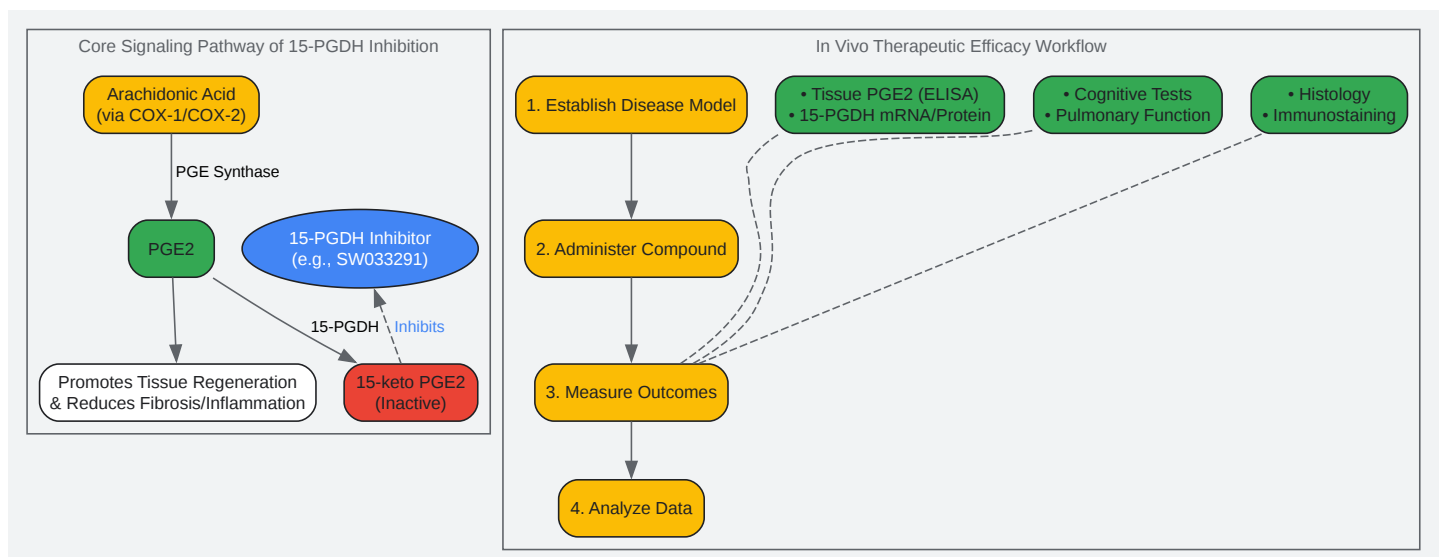 Core Signaling Pathway of 15-PGDH Inhibition
Arachidonic Acid
(via COX-1/COX-2)
PGE Synthase
PGE2
15-PGDH Inhibitor
(e.g., SW033291)
15-PGDH
Inhibits
Promotes Tissue Regeneration
& Reduces Fibrosis/Inflammation
15-keto PGE2
(Inactive)
In Vivo Therapeutic Efficacy Workflow
1. Establish Disease Model
• Tissue PGE2 (ELISA)
• 15-PGDH mRNA/Protein
• Cognitive Tests
• Pulmonary Function
• Histology
• Immunostaining
2. Administer Compound
3. Measure Outcomes
4. Analyze Data